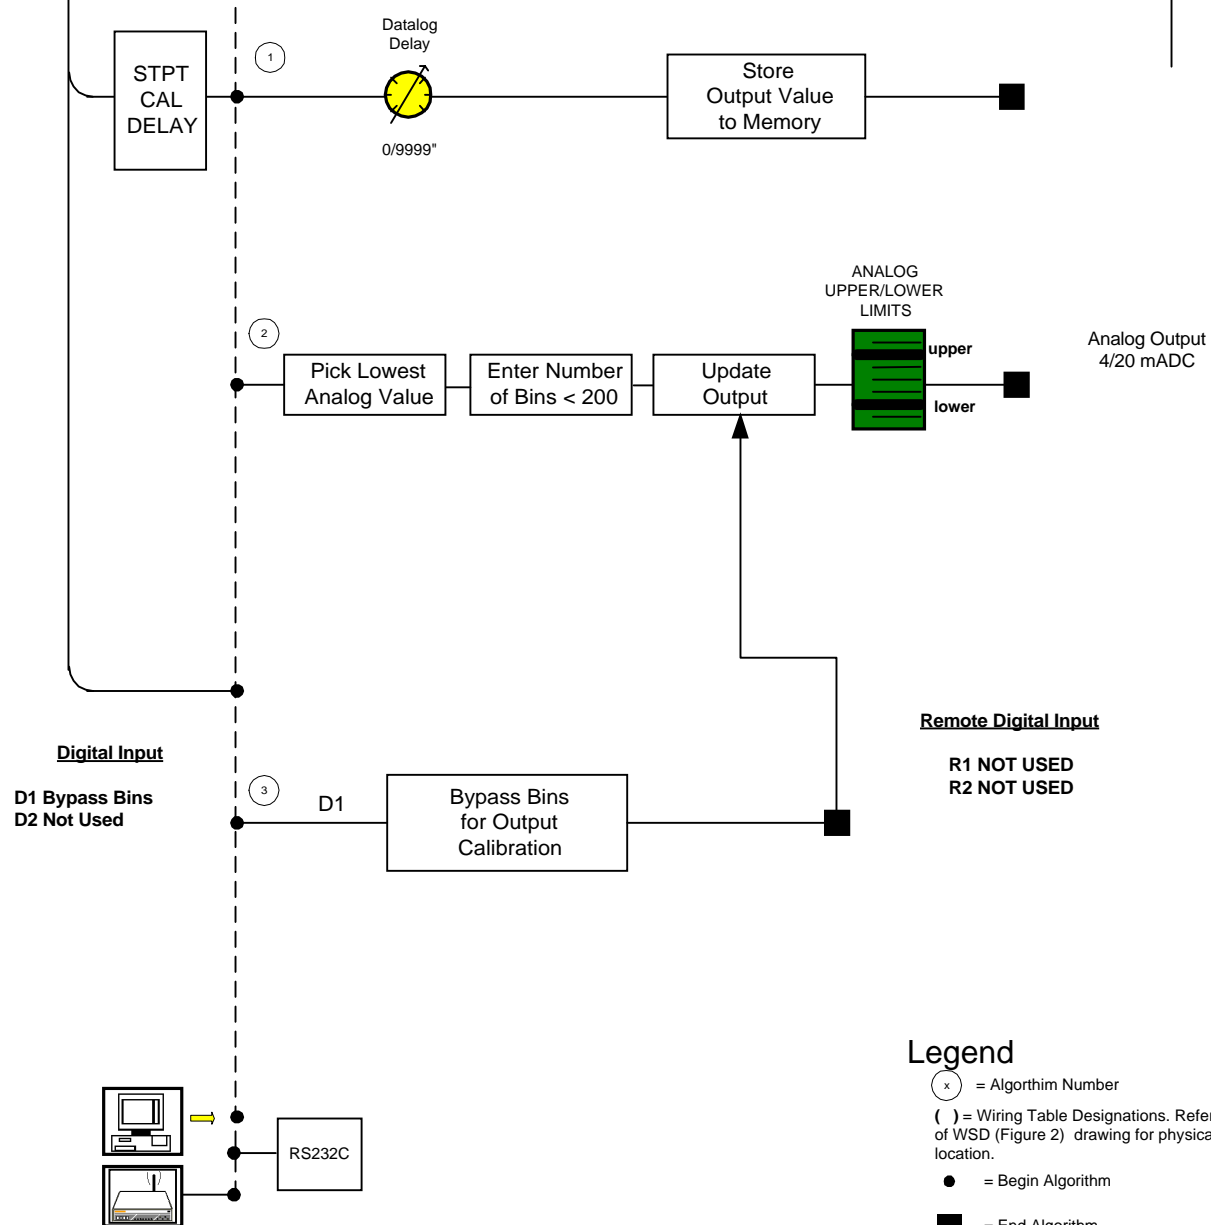 Datalog
Delay
1
STPT
CAL
DELAY
Store
Output Value
to Memory
0/9999"
ANALOG
UPPER/LOWER
LIMITS
2
upper
Analog Output
4/20 mADC
Pick Lowest
Analog Value
Enter Number
of Bins < 200
Update
Output
lower
Remote Digital Input
R1 NOT USED
R2 NOT USED
Digital Input
D1 Bypass Bins
D2 Not Used
3
D1
Bypass Bins
for Output
Calibration
Legend
x = Algorthim Number
( ) = Wiring Table Designations. Refer
of WSD (Figure 2) drawing for physica
location.
= Begin Algorithm
= End Algorithm
RS232C